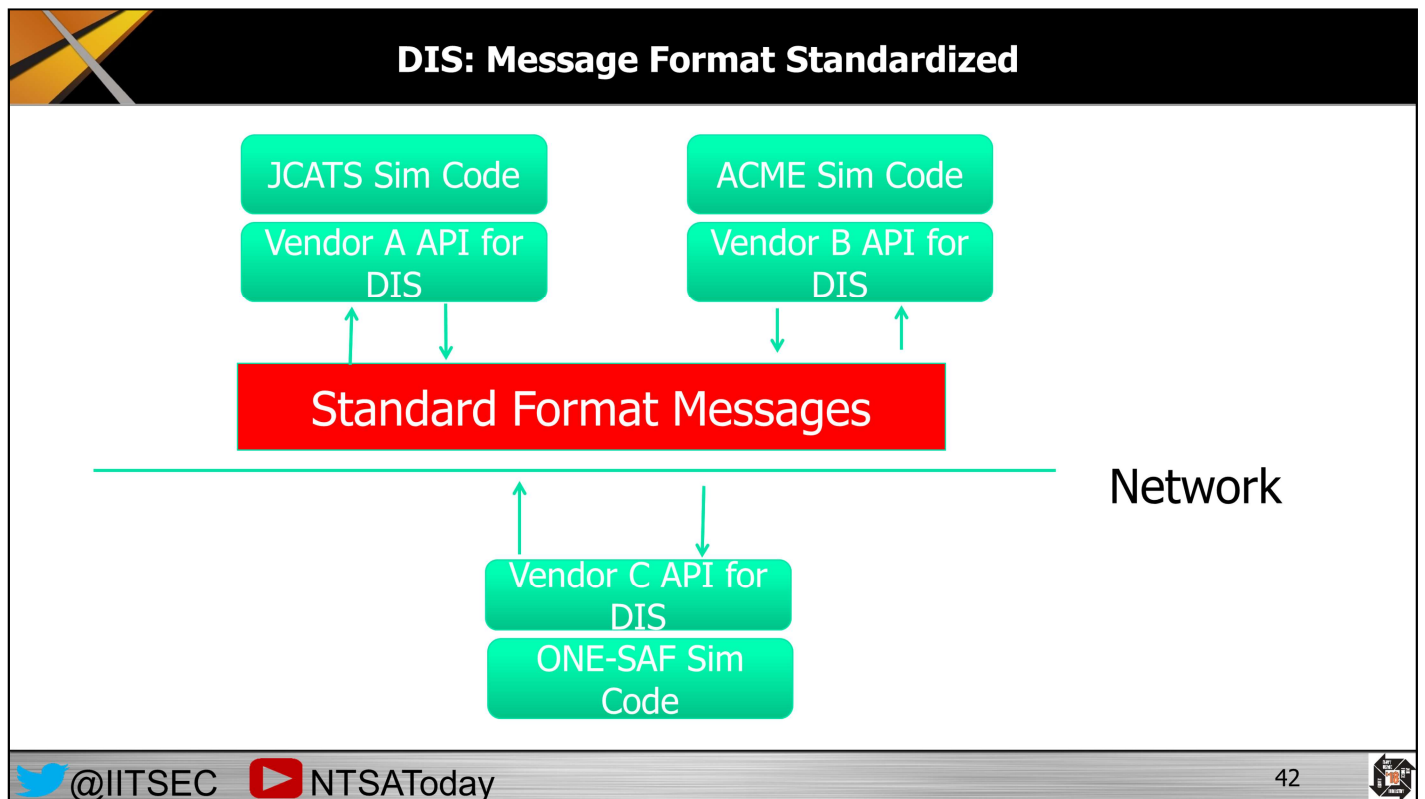 DIS: Message Format Standardized
JCATS Sim Code
ACME Sim Code
Vendor A API for
DIS
Vendor B API for
DIS
Standard Format Messages
Network
Vendor C API for
DIS
ONE-SAF Sim
Code
@IITSEC
NTSAToday
42